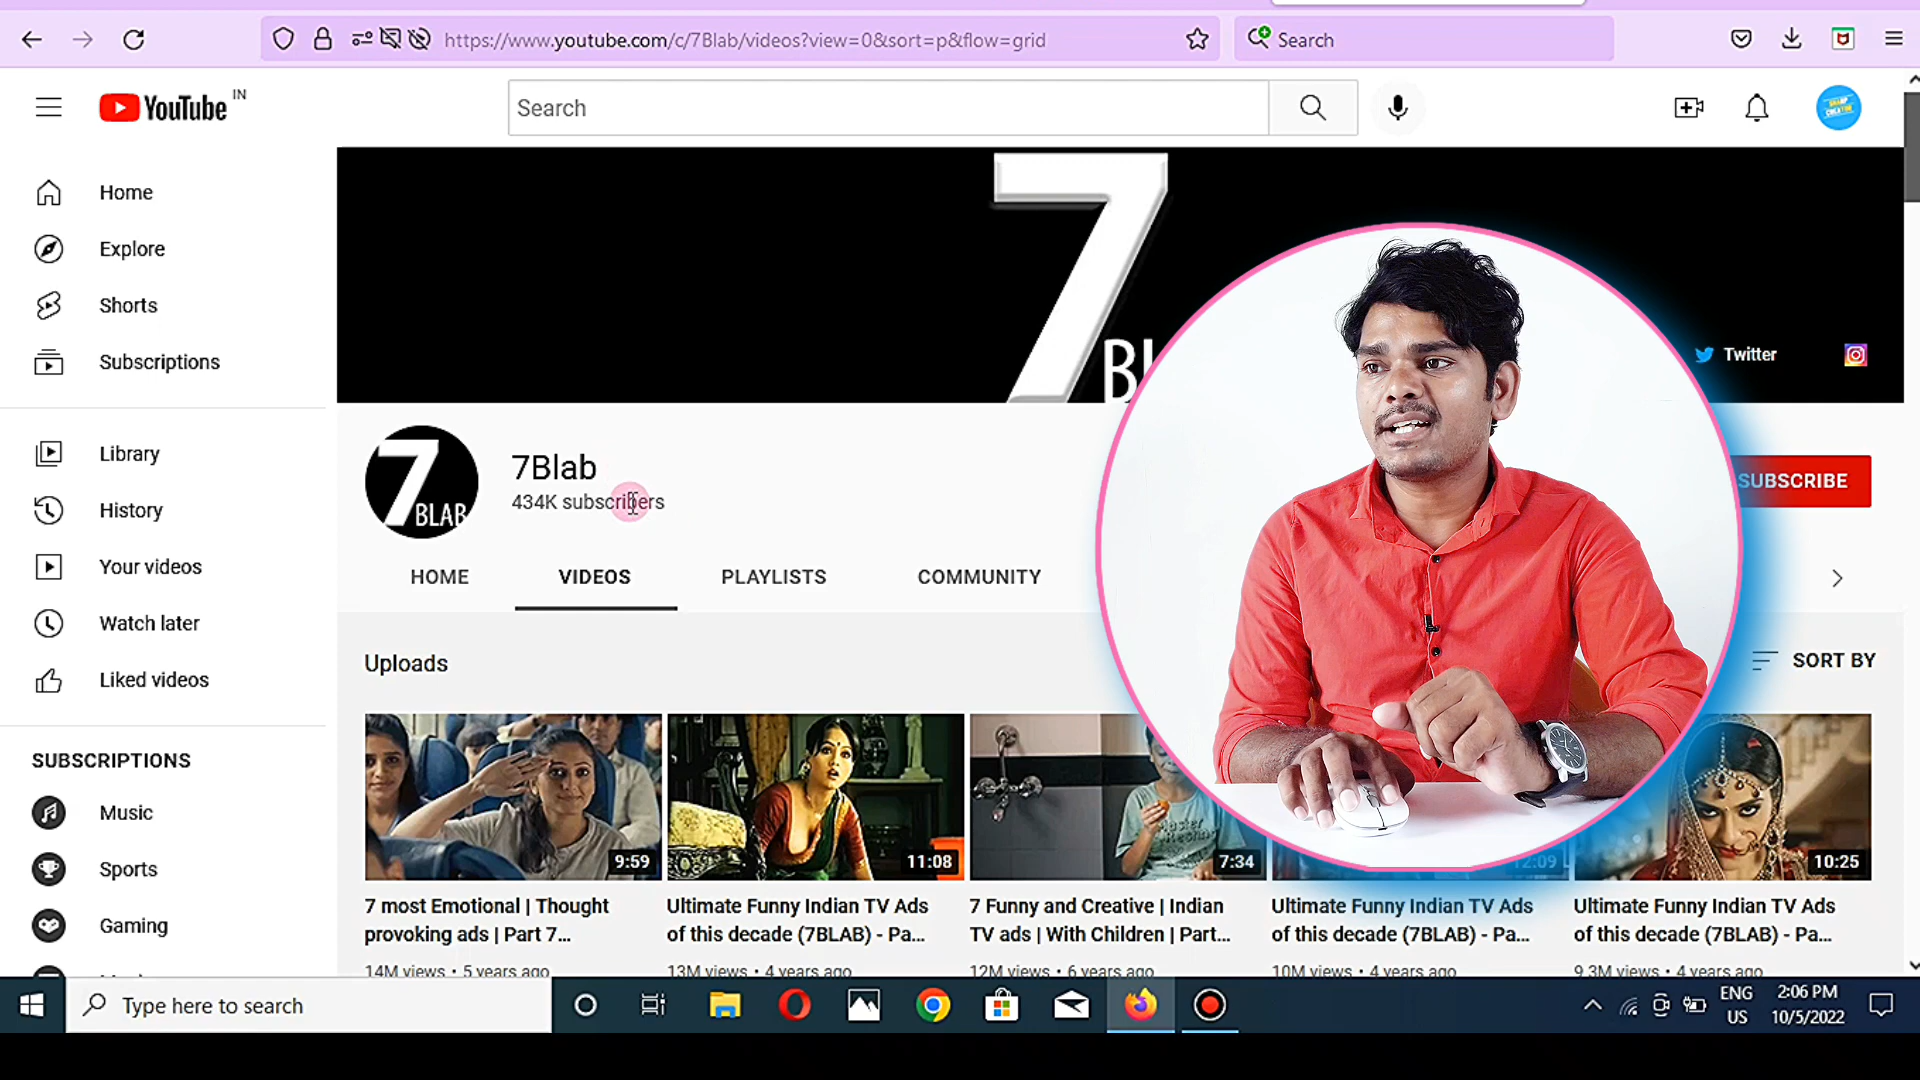 https://www.youtube.com/c/7Blab/videos?view=0&sort=p&flow=grid
Search
YouTube IN
Search
Home
Explore
Shorts
Subscriptions
Library
History
Your videos
Watch later
Liked videos
SUBSCRIPTIONS
Music
Sports
Gaming
7
Twitter
7
BLAB
7Blab
434K subscribers
SUBSCRIBE
HOME
VIDEOS
PLAYLISTS
COMMUNITY
Uploads
SORT BY
9:59
11:08
7:34
12:09
10:25
7 most Emotional | Thought
provoking ads | Part 7...
Ultimate Funny Indian TV Ads
of this decade (7BLAB) - Pa...
7 Funny and Creative | Indian
TV ads | With Children | Part...
Ultimate Funny Indian TV Ads
of this decade (7BLAB) - Pa...
Ultimate Funny Indian TV Ads
of this decade (7BLAB) - Pa...
14M views • 5 years ago
13M views • 4 years ago
12M views • 6 years ago
10M views • 4 years ago
9.3M views • 4 years ago
Type here to search
ENG
US
2:06 PM
10/5/2022